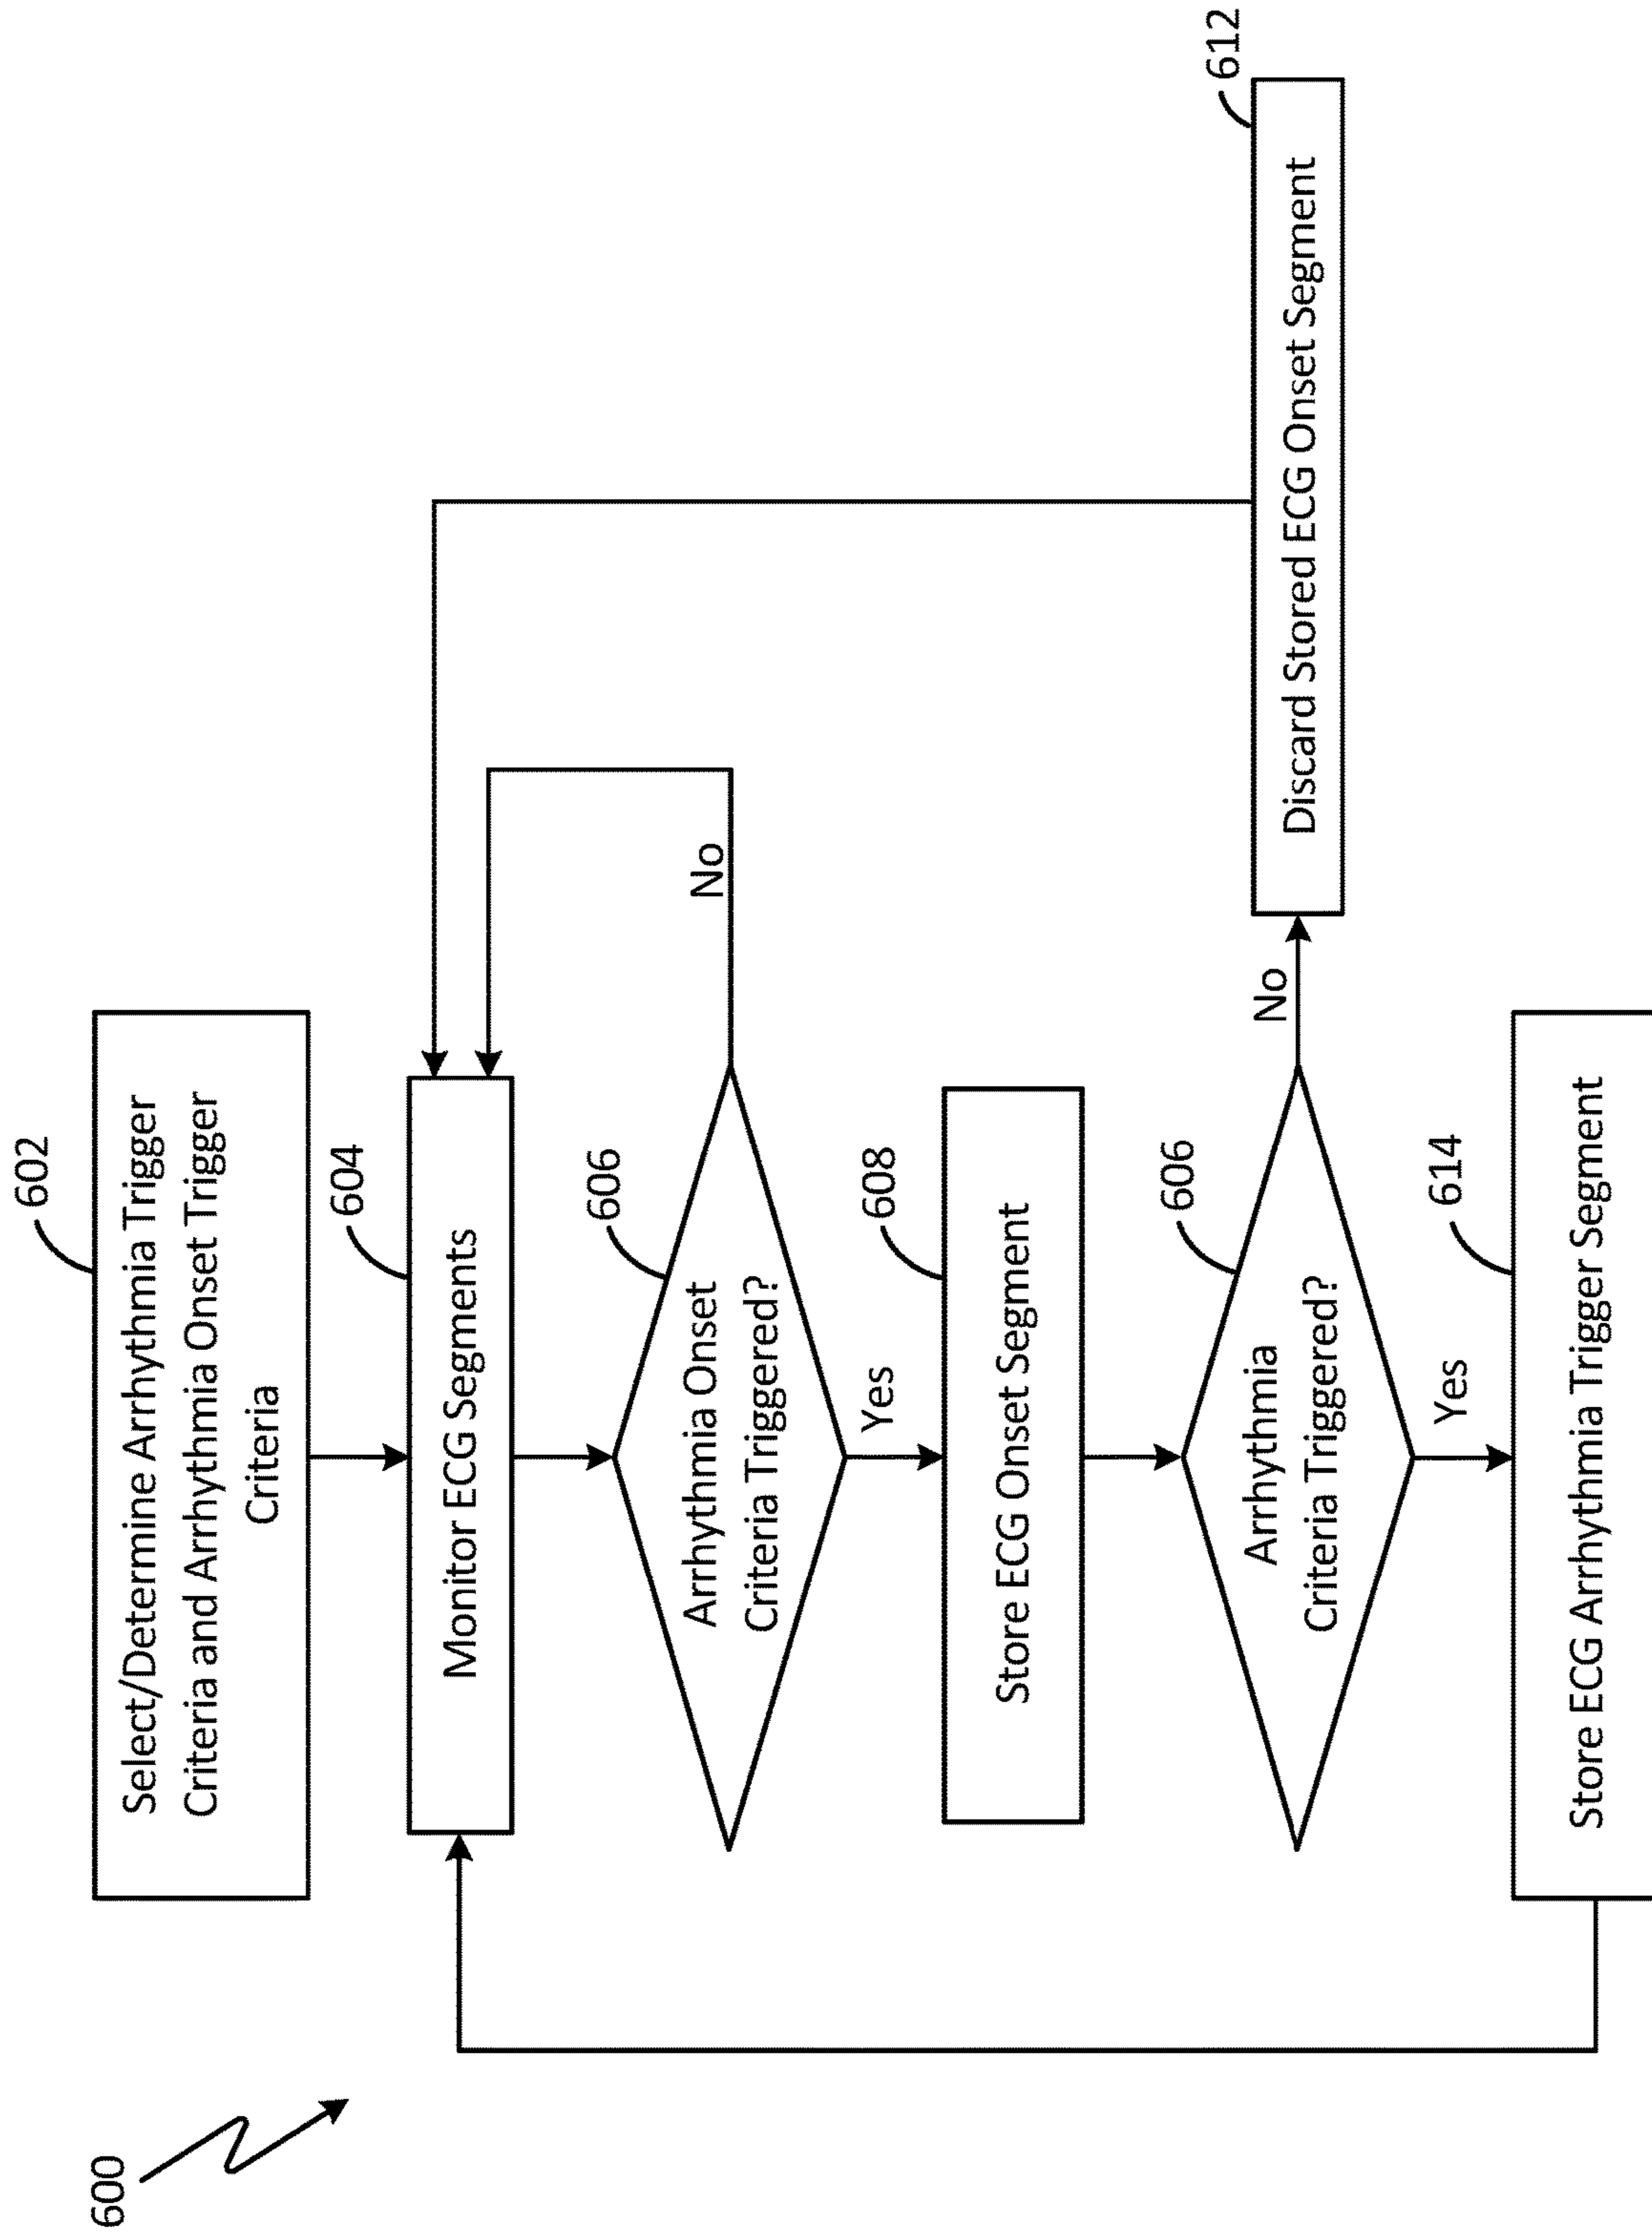 600
602
Select/Determine Arrhythmia Trigger
Criteria and Arrhythmia Onset Trigger
Criteria
604
Monitor ECG Segments
606
Arrhythmia Onset
Criteria Triggered?
No
Yes
608
Store ECG Onset Segment
606
Arrhythmia
Criteria Triggered?
No
612
Discard Stored ECG Onset Segment
Yes
614
Store ECG Arrhythmia Trigger Segment